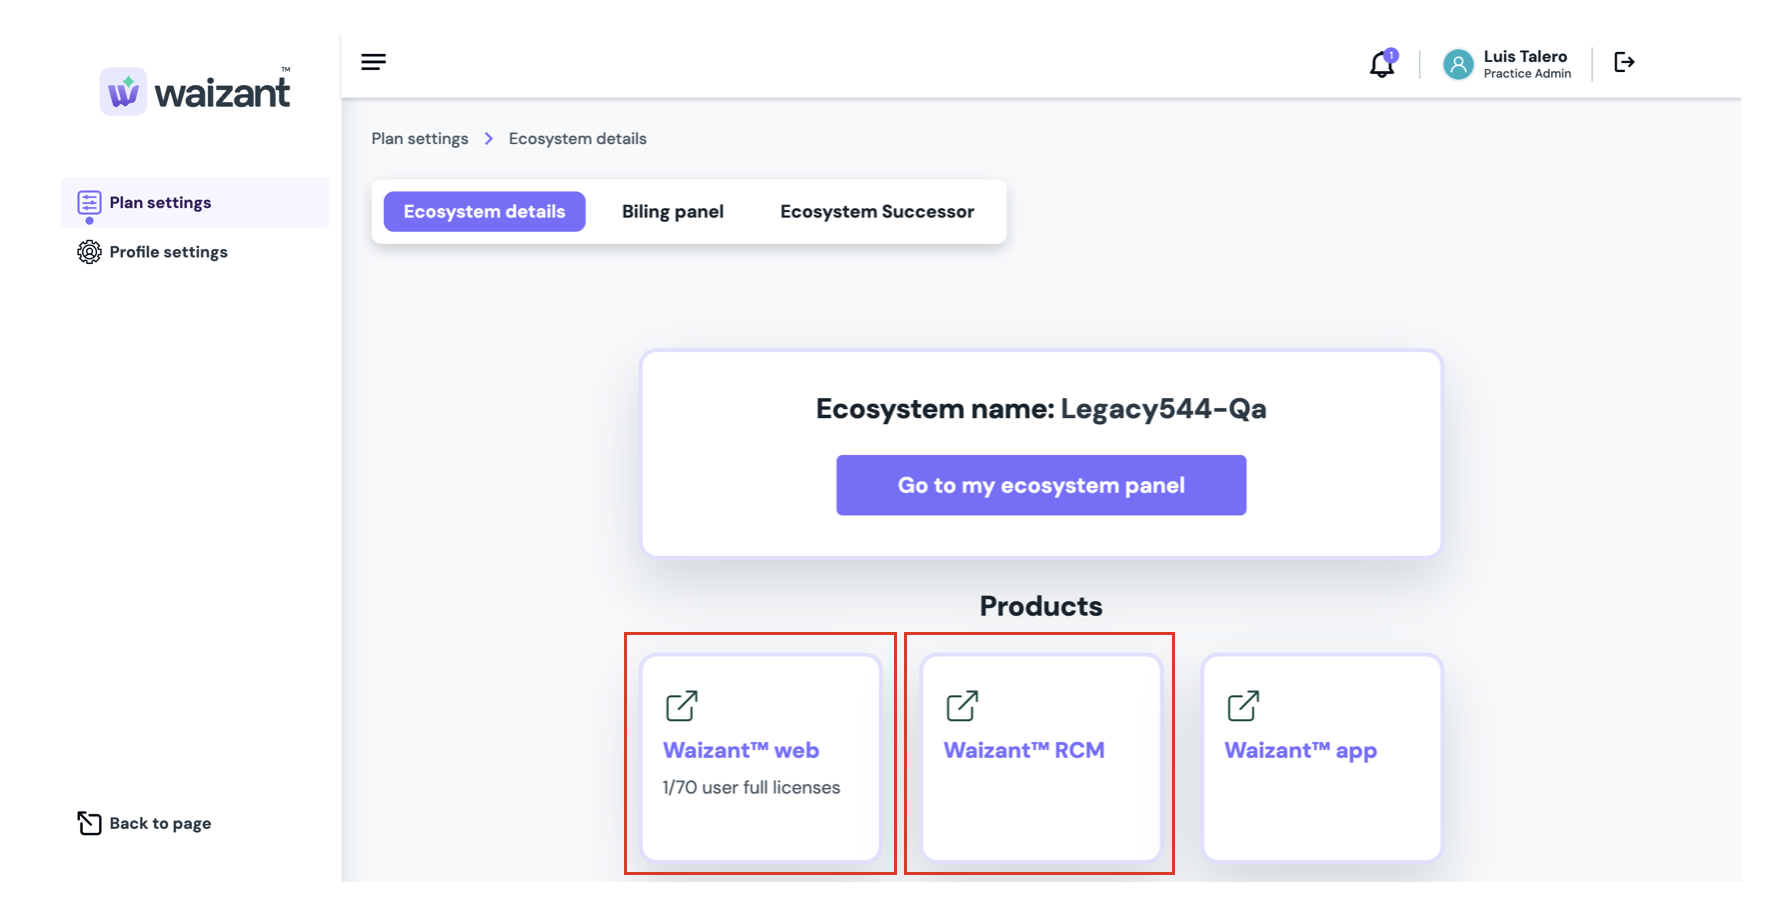 waizant™
1
Luis Talero
Practice Admin
Plan settings
Profile settings
Back to page
Plan settings > Ecosystem details
Ecosystem details
Biling panel
Ecosystem Successor
Ecosystem name: Legacy544-Qa
Go to my ecosystem panel
Products
Waizant™ web
1/70 user full licenses
Waizant™ RCM
Waizant™ app